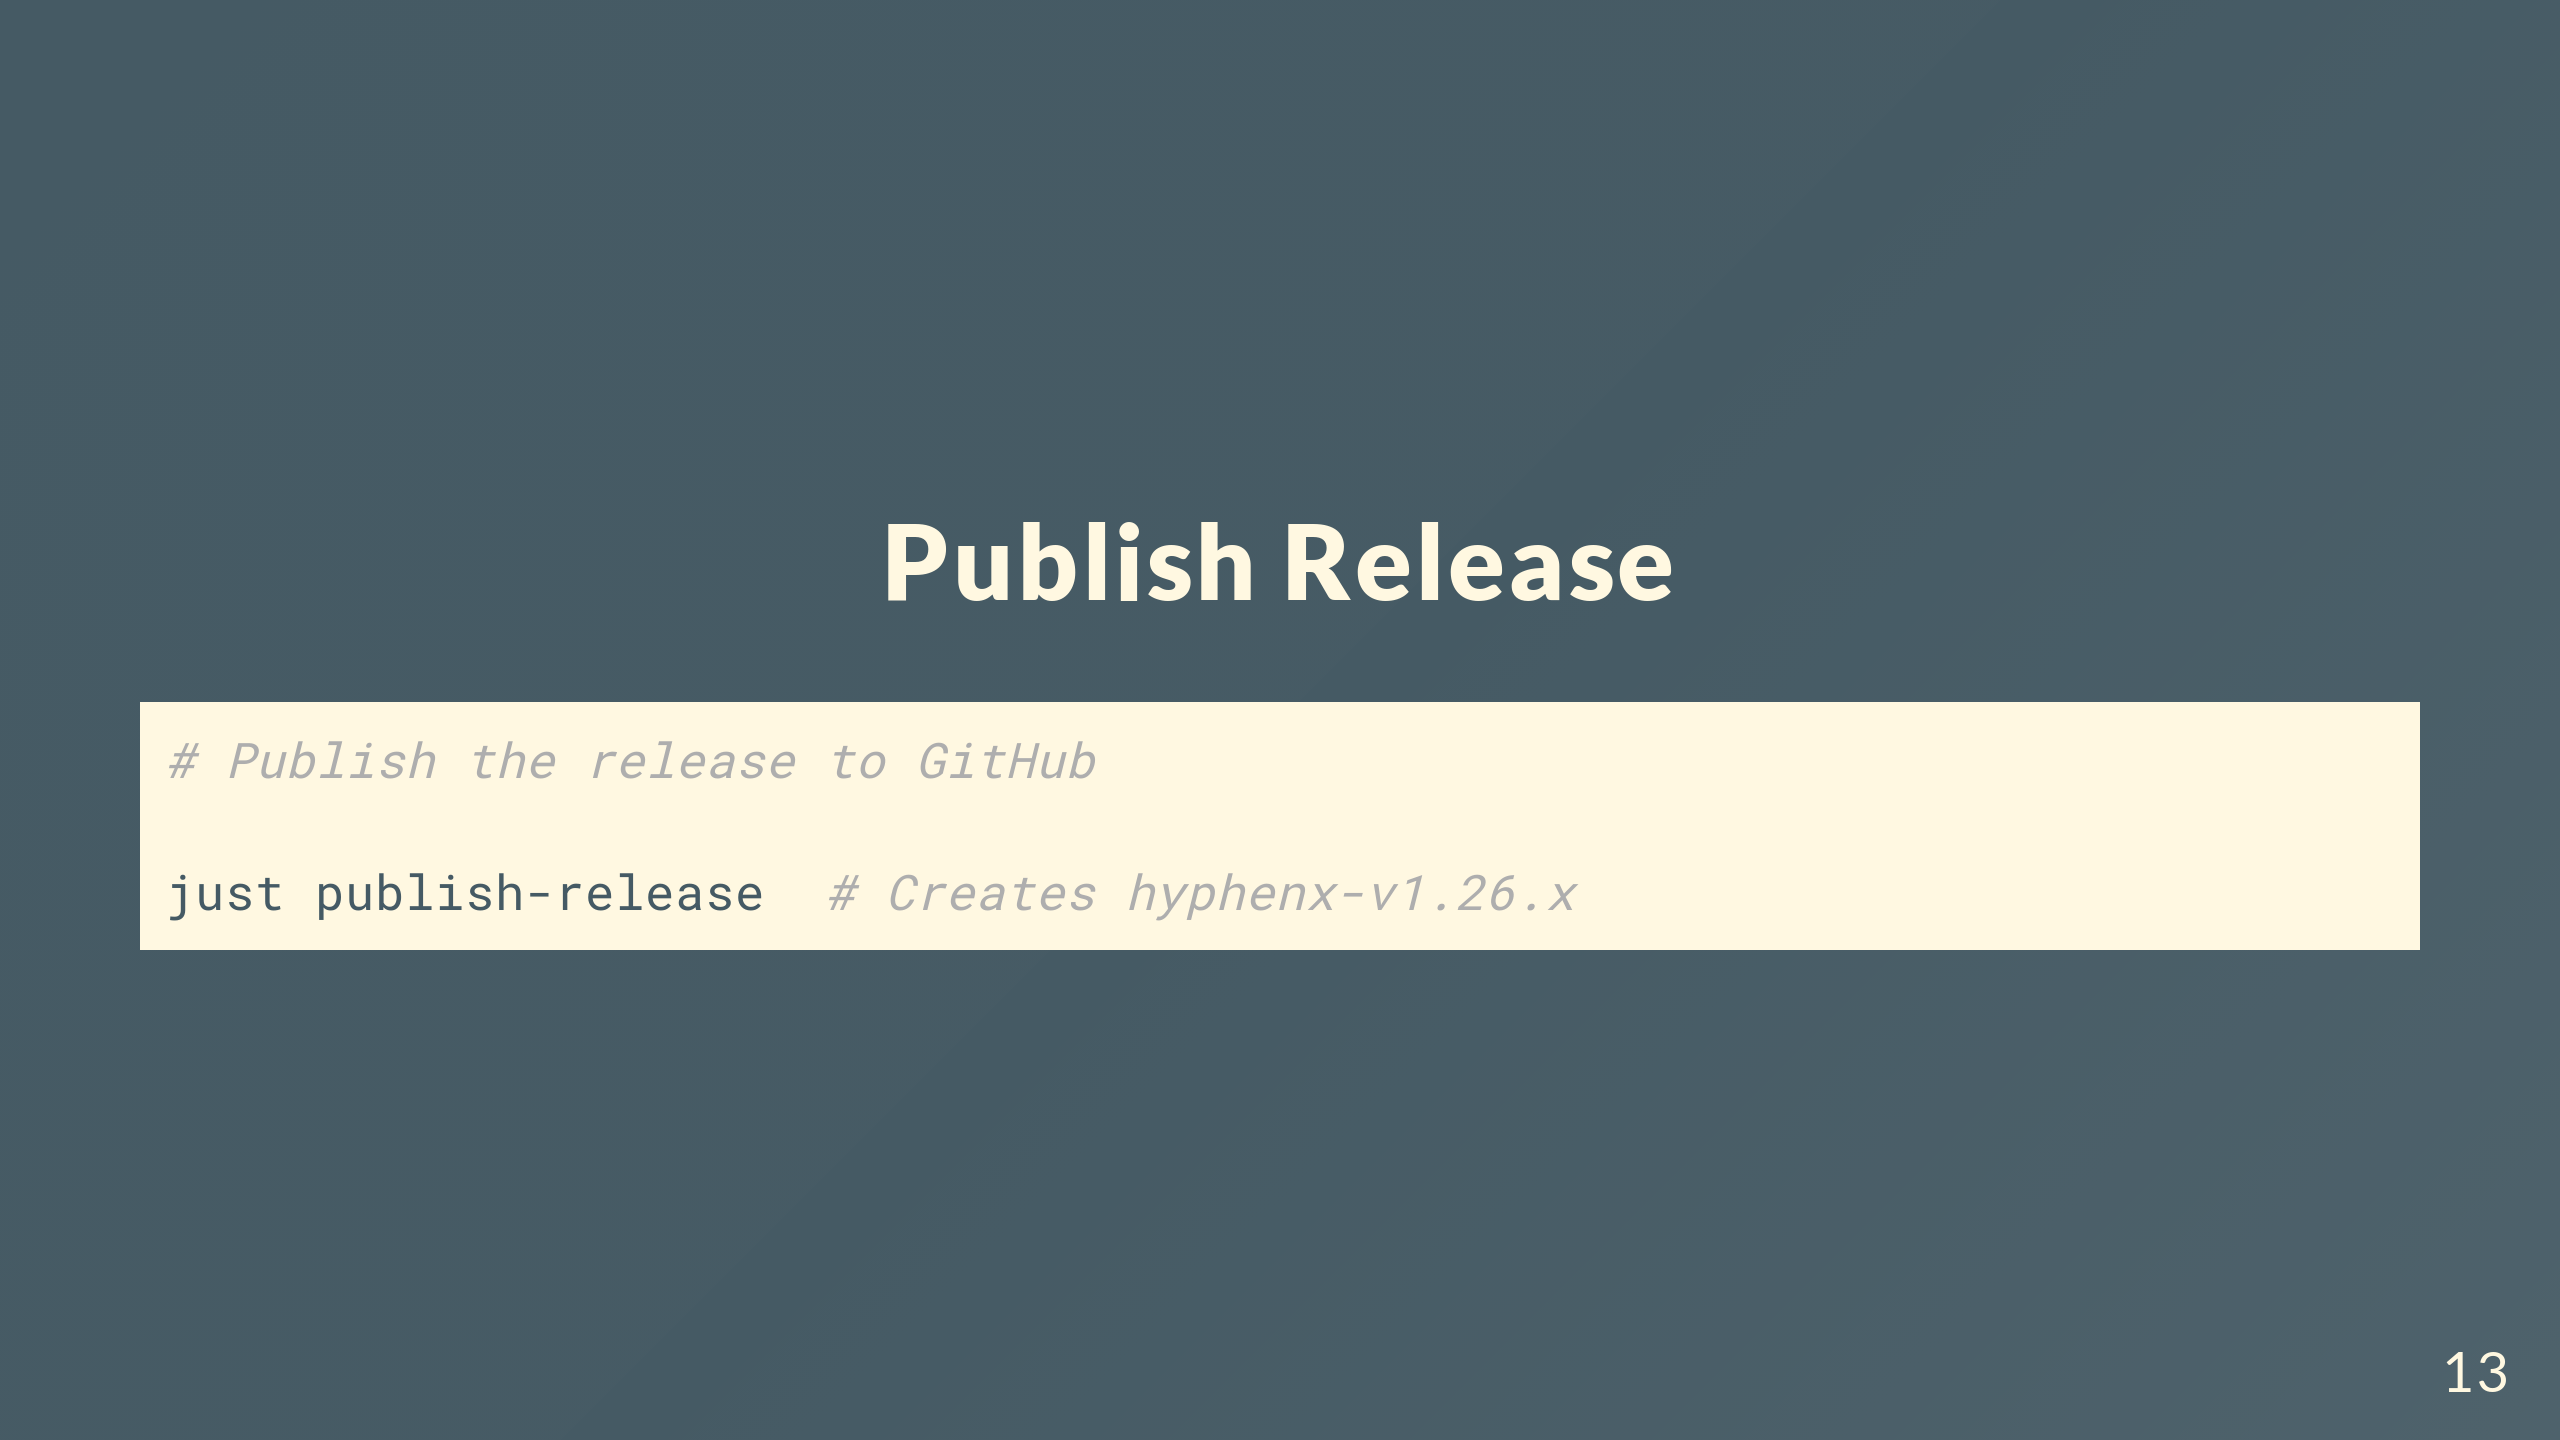 Publish Release
# Publish the release to GitHub
just publish-release  # Creates hyphenx-v1.26.x
13